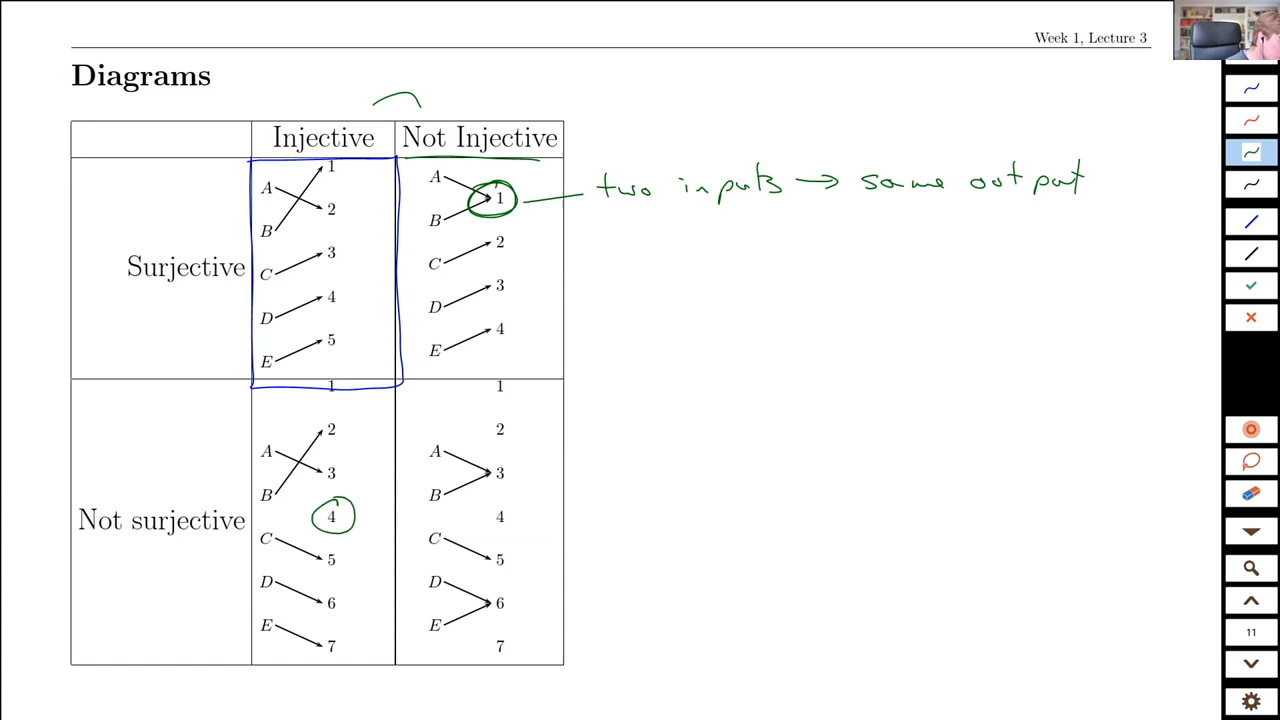 Week 1, Lecture 3
Diagrams
Injective Not Injective
Surjective
A
B
C
D
E
1
2
3
4
5
A
B
C
D
E
1
2
3
4
two inputs → same output
Not surjective
A
B
C
D
E
1
2
3
4
5
6
7
A
B
C
D
E
1
2
3
4
5
6
7
11